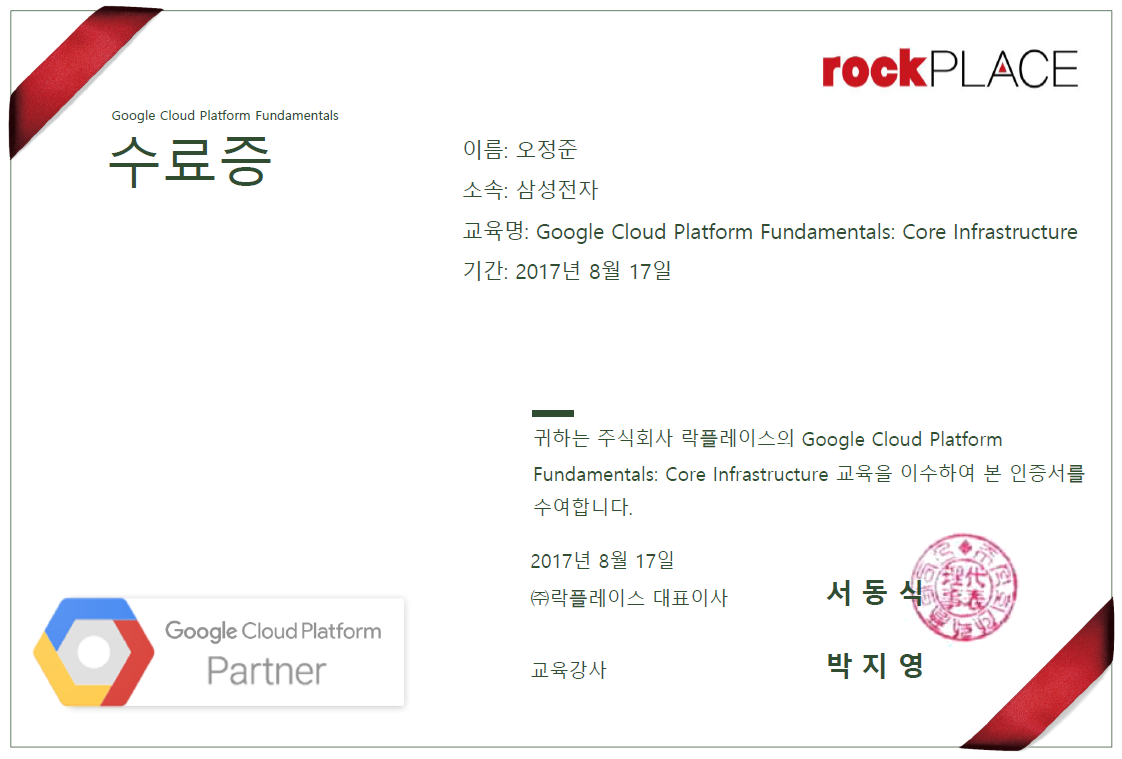 rockPLACE
Google Cloud Platform Fundamentals
수료증
이름: 오정준
소속: 삼성전자
교육명: Google Cloud Platform Fundamentals: Core Infrastructure
기간: 2017년 8월 17일
귀하는 주식회사 락플레이스의 Google Cloud Platform
Fundamentals: Core Infrastructure 교육을 이수하여 본 인증서를
수여합니다.
2017년 8월 17일
㈜락플레이스 대표이사 서 동 식
代表理事
교육강사 박 지 영
Google Cloud Platform
Partner